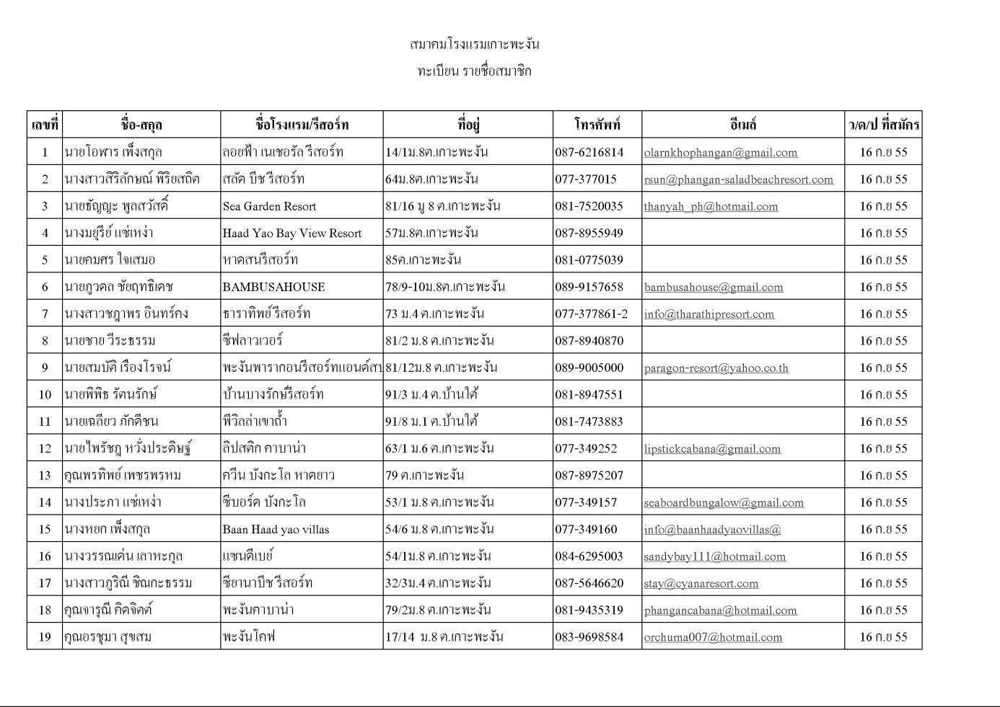 สมาคมโรงแรมเกาะพะงัน
ทะเบียน รายชื่อสมาชิก
เลขที่ ชื่อ-สกุล ชื่อโรงแรม/รีสอร์ท ที่อยู่ โทรศัพท์ อีเมล์ ว/ด/ป ที่สมัคร
1 นายโอฬาร เพ็งสกุล ลอยฟ้า เนเชอรัล รีสอร์ท 14/1ม.8ต.เกาะพะงัน 087-6216814 olarnkhophangan@gmail.com 16 ก.ย 55
2 นางสาวสิริลักษณ์ พิริยสถิต สลัด บีช รีสอร์ท 64ม.8ต.เกาะพะงัน 077-377015 rsun@phangan-saladbeachresort.com 16 ก.ย 55
3 นายธัญญะ พูลสวัสดิ์ Sea Garden Resort 81/16 มู 8 ต.เกาะพะงัน 081-7520035 thanyah_ph@hotmail.com 16 ก.ย 55
4 นางมยุรีย์ แซ่เหง่า Haad Yao Bay View Resort 57ม.8ต.เกาะพะงัน 087-8955949 16 ก.ย 55
5 นายคมศร ใจเสมอ หาดสนรีสอร์ท 85ต.เกาะพะงัน 081-0775039 16 ก.ย 55
6 นายภูวดล ชัยฤทธิเดช BAMBUSAHOUSE 78/9-10ม.8ต.เกาะพะงัน 089-9157658 bambusahouse@gmail.com 16 ก.ย 55
7 นางสาวชฎาพร อินทร์คง ธาราทิพย์รีสอร์ท 73 ม.4 ต.เกาะพะงัน 077-377861-2 info@tharathipresort.com 16 ก.ย 55
8 นายชาย วีระธรรม ซีฟลาวเวอร์ 81/2 ม.8 ต.เกาะพะงัน 087-8940870 16 ก.ย 55
9 นายสมบัติ เรืองโรจน์ พะงันพารากอนรีสอร์ทแอนด์สป 81/12ม.8 ต.เกาะพะงัน 089-9005000 paragon-resort@yahoo.co.th 16 ก.ย 55
10 นายพิพิธ รัตนรักษ์ บ้านบางรักษ์รีสอร์ท 91/3 ม.4 ต.บ้านใต้ 081-8947551 16 ก.ย 55
11 นายเฉลียว ภักดีชน พีวิลล่าเขาถ้ำ 91/8 ม.1 ต.บ้านใต้ 081-7473883 16 ก.ย 55
12 นายไพรัชฎ หวั่งประดิษฐ์ ลิปสติก คาบาน่า 63/1 ม.6 ต.เกาะพะงัน 077-349252 lipstickcabana@gmail.com 16 ก.ย 55
13 คุณพรทิพย์ เพชรพรหม ควีน บังกะโล หาดยาว 79 ต.เกาะพะงัน 087-8975207 16 ก.ย 55
14 นางประภา แซ่เหง่า ซีบอร์ด บังกะโล 53/1 ม.8 ต.เกาะพะงัน 077-349157 seaboardbungalow@gmail.com 16 ก.ย 55
15 นางหยก เพ็งสกุล Baan Haad yao villas 54/6 ม.8 ต.เกาะพะงัน 077-349160 info@baanhaadyaovillas@ 16 ก.ย 55
16 นางวรรณเด่น เลาหะกุล แซนดีเบย์ 54/1ม.8 ต.เกาะพะงัน 084-6295003 sandybay111@hotmail.com 16 ก.ย 55
17 นางสาวภูริณี ชิณกะธรรม ซียานาบีช รีสอร์ท 32/3ม.4 ต.เกาะพะงัน 087-5646620 stay@cyanaresort.com 16 ก.ย 55
18 คุณจารุณี คิดจิตต์ พะงันคาบาน่า 79/2ม.8 ต.เกาะพะงัน 081-9435319 phangancabana@hotmail.com 16 ก.ย 55
19 คุณอรชุมา สุขสม พะงันโคฟ 17/14 ม.8 ต.เกาะพะงัน 083-9698584 orchuma007@hotmail.com 16 ก.ย 55